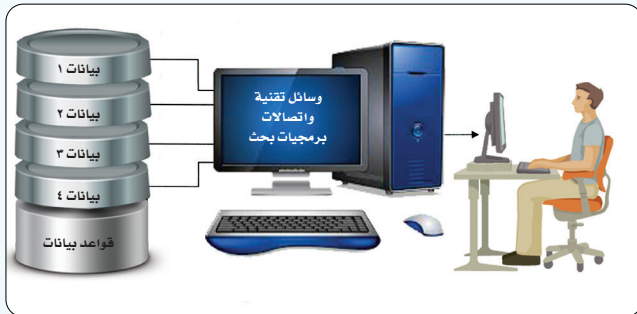 بيانات ١
بيانات ٢
بيانات ٣
بيانات ٤
قواعد بيانات
وسائل تقنية
واتصالات
برمجيات بحث